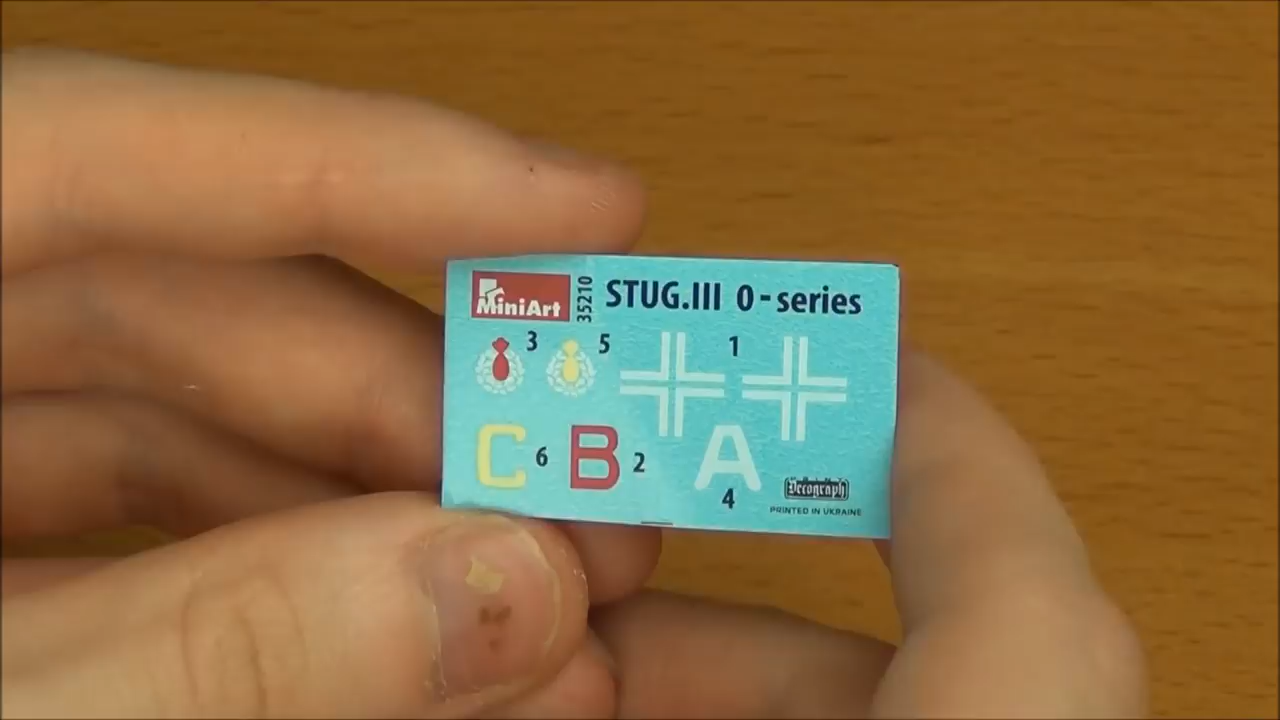 MiniArt 35210 STUG.III 0-series
3 5 1
C 6 B 2 A
4
Decograph
PRINTED IN UKRAINE